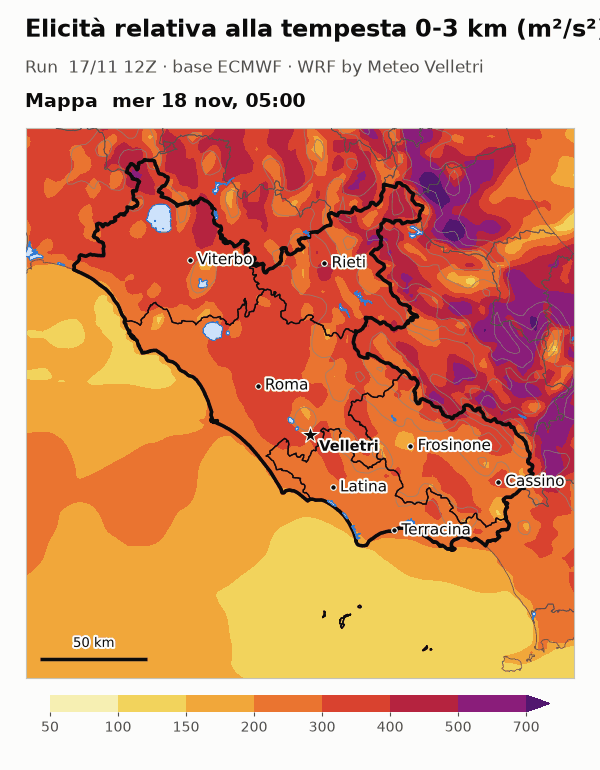 Elicità relativa alla tempesta 0-3 km (m²/s²)
Run 17/11 12Z · base ECMWF · WRF by Meteo Velletri
Mappa mer 18 nov, 05:00
Viterbo
Rieti
Roma
Velletri
Frosinone
Cassino
Latina
Terracina
50 km
50 100 150 200 300 400 500 700